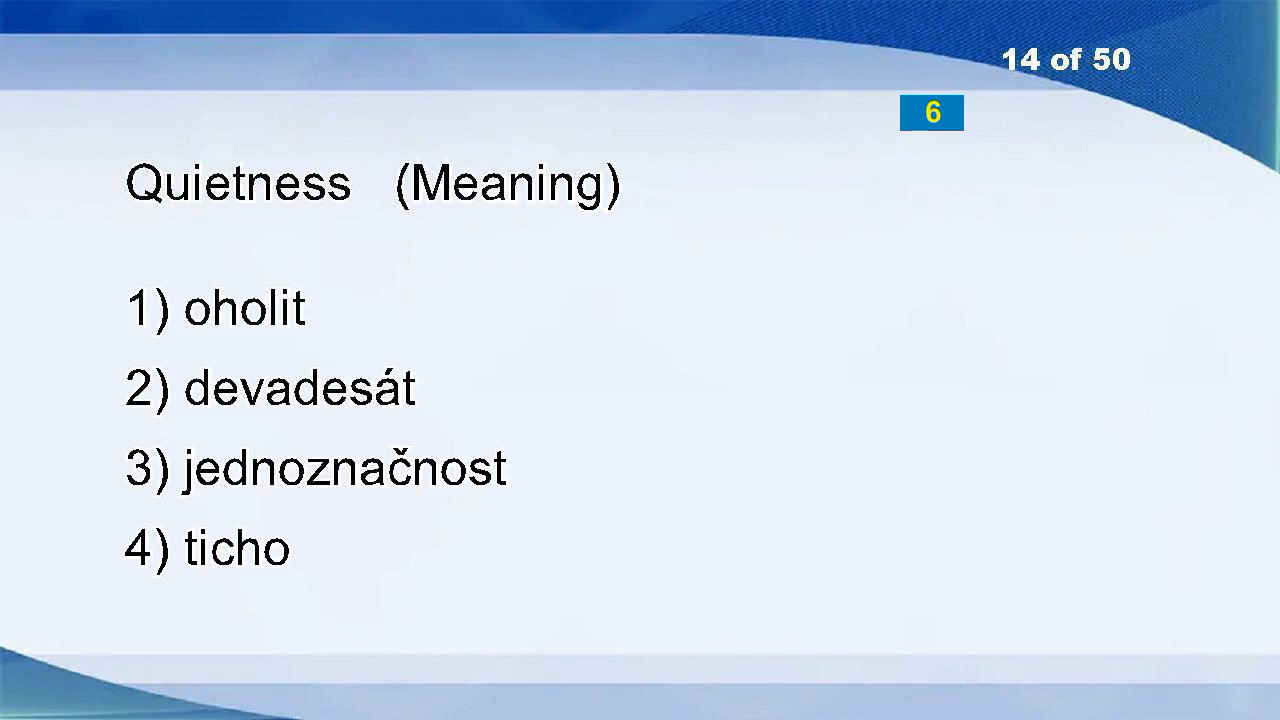 14 of 50
6
Quietness (Meaning)
1) oholit
2) devadesát
3) jednoznačnost
4) ticho